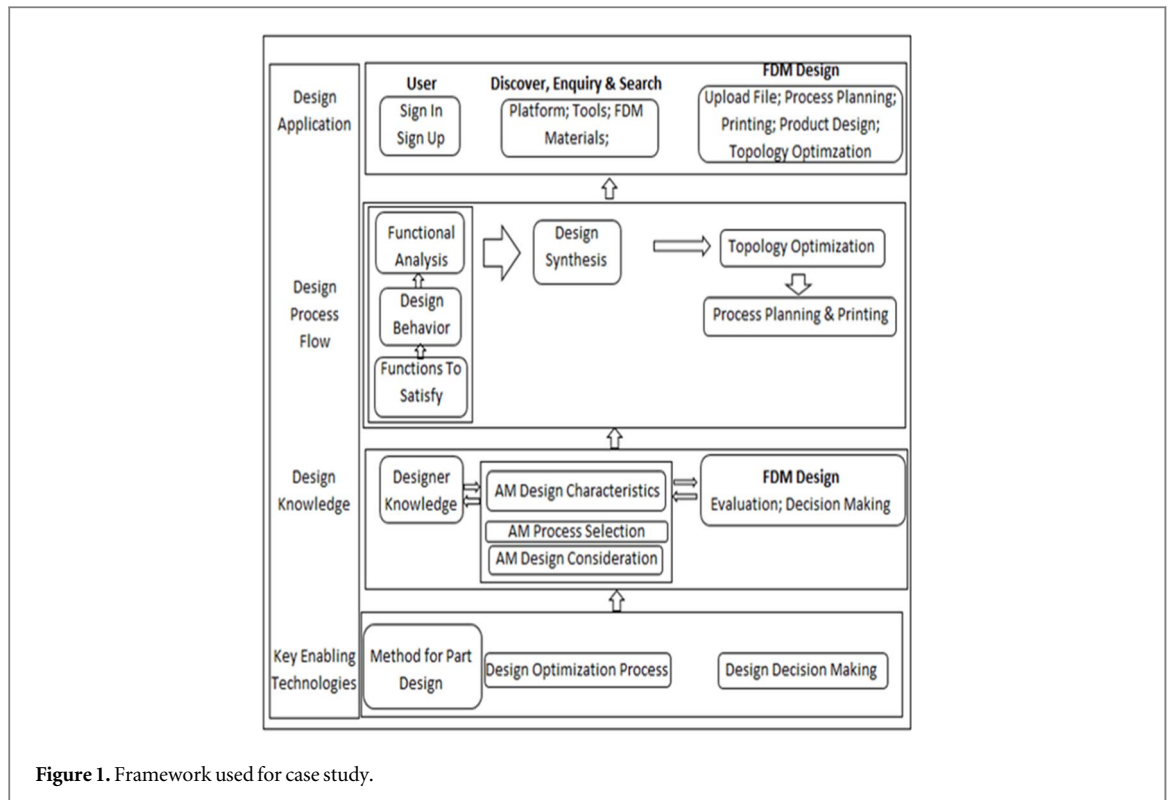 Design
Application
User
Sign In
Sign Up
Discover, Enquiry & Search
Platform; Tools; FDM
Materials;
FDM Design
Upload File; Process Planning;
Printing; Product Design;
Topology Optimzation
Design
Process
Flow
Functional
Analysis
Design
Behavior
Functions To
Satisfy
Design
Synthesis
Topology Optimization
Process Planning & Printing
Design
Knowledge
Designer
Knowledge
AM Design Characteristics
AM Process Selection
AM Design Consideration
FDM Design
Evaluation; Decision Making
Key Enabling
Technologies
Method for Part
Design
Design Optimization Process
Design Decision Making
Figure 1. Framework used for case study.